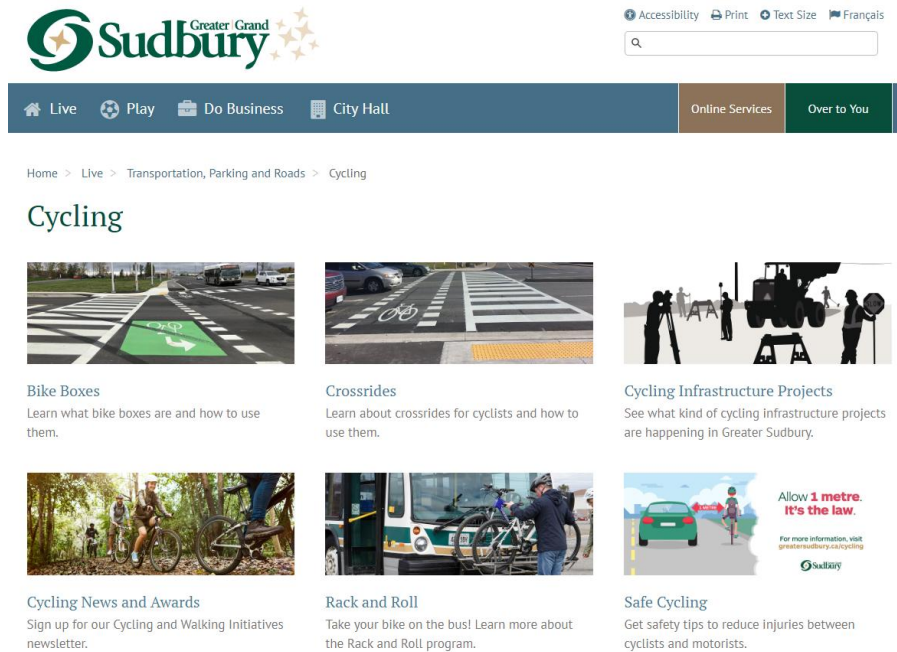 Greater Grand
Sudbury
Accessibility Print Text Size Français
Live Play Do Business City Hall Online Services Over to You
Home > Live > Transportation, Parking and Roads > Cycling
Cycling
Bike Boxes
Learn what bike boxes are and how to use
them.
Crossrides
Learn about crossrides for cyclists and how to
use them.
Cycling Infrastructure Projects
See what kind of cycling infrastructure projects
are happening in Greater Sudbury.
Allow 1 metre.
It's the law.
1 METRE
For more information, visit
greatersudbury.ca/cycling
Sudbury
Cycling News and Awards
Sign up for our Cycling and Walking Initiatives
newsletter.
Rack and Roll
Take your bike on the bus! Learn more about
the Rack and Roll program.
Safe Cycling
Get safety tips to reduce injuries between
cyclists and motorists.